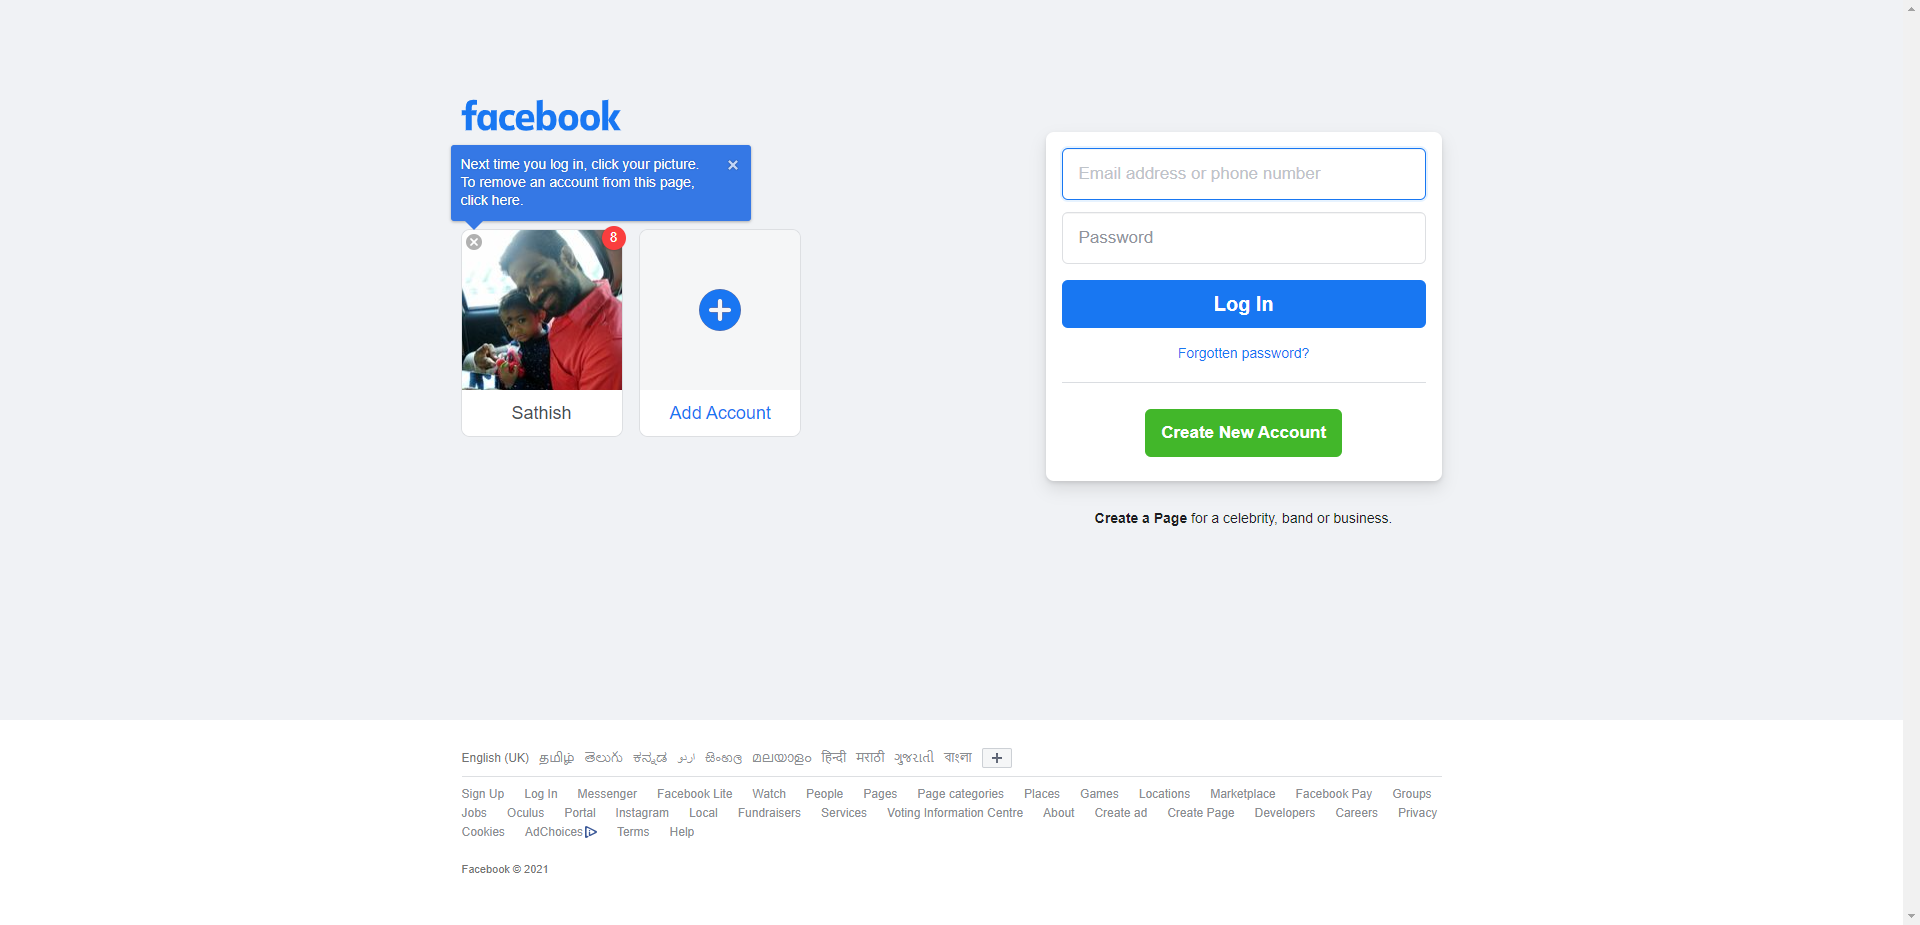 facebook
Next time you log in, click your picture.
To remove an account from this page,
click here.
8
Sathish
Add Account
Email address or phone number
Password
Log In
Forgotten password?
Create New Account
Create a Page for a celebrity, band or business.
English (UK) தமிழ் తెలుగు ಕನ್ನಡ اردو සිංහල മലയാളം हिन्दी मराठी ગુજરાતી বাংলা
Sign Up Log In Messenger Facebook Lite Watch People Pages Page categories Places Games Locations Marketplace Facebook Pay Groups
Jobs Oculus Portal Instagram Local Fundraisers Services Voting Information Centre About Create ad Create Page Developers Careers Privacy
Cookies AdChoices Terms Help
Facebook © 2021